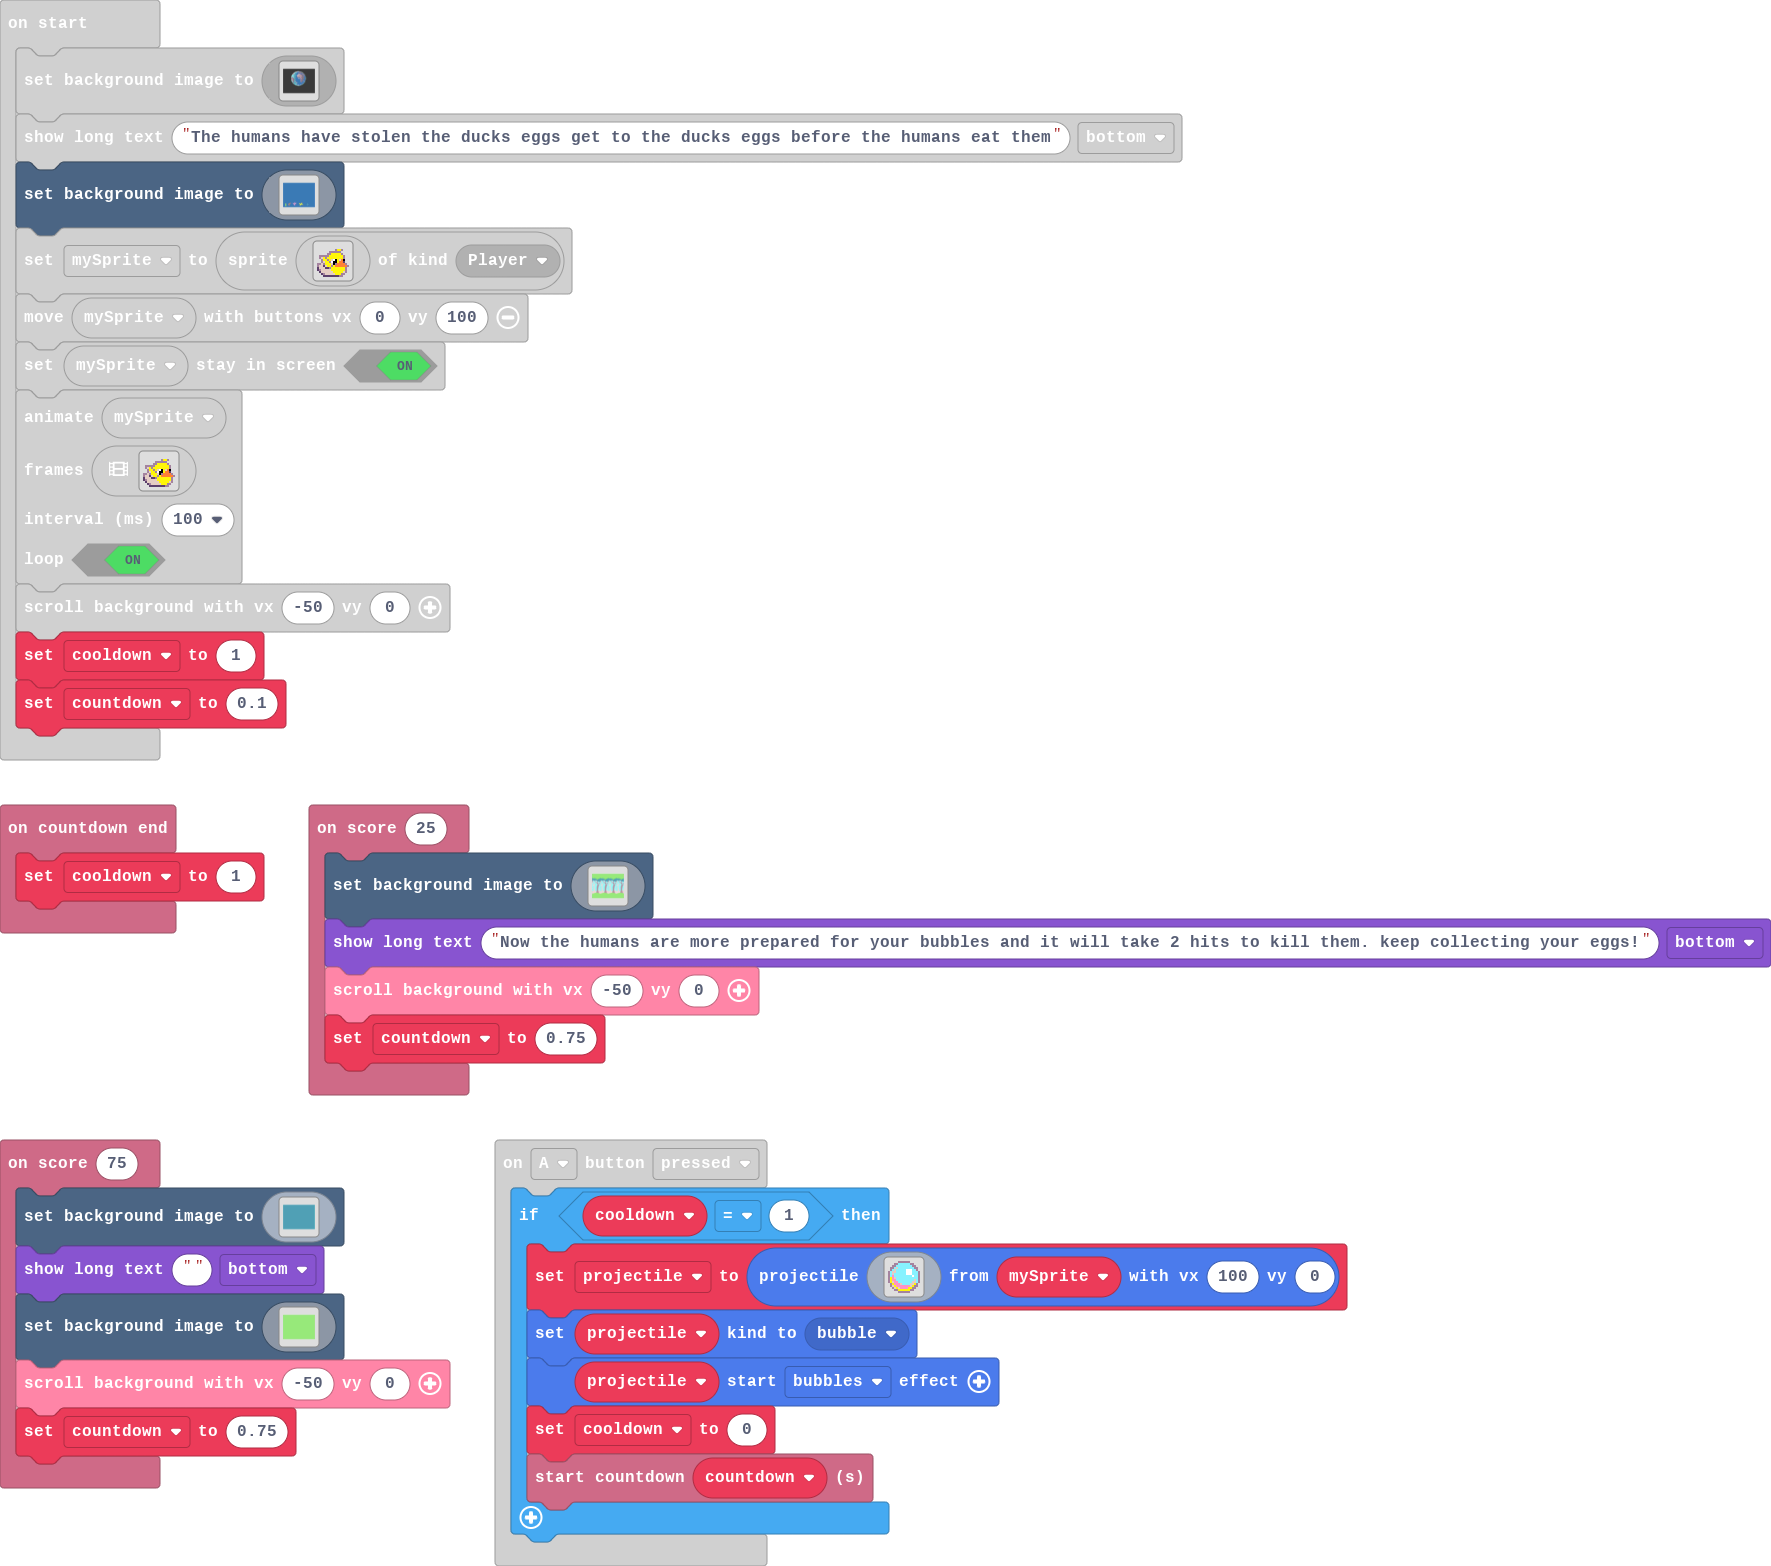 on start
set background image to
show long text "The humans have stolen the ducks eggs get to the ducks eggs before the humans eat them" bottom
set background image to
set mySprite to sprite of kind Player
move mySprite with buttons vx 0 vy 100
set mySprite stay in screen ON
animate mySprite
frames
interval (ms) 100
loop ON
scroll background with vx -50 vy 0
set cooldown to 1
set countdown to 0.1
on countdown end
set cooldown to 1
on score 25
set background image to
show long text "Now the humans are more prepared for your bubbles and it will take 2 hits to kill them. keep collecting your eggs!" bottom
scroll background with vx -50 vy 0
set countdown to 0.75
on score 75
set background image to
show long text "" bottom
set background image to
scroll background with vx -50 vy 0
set countdown to 0.75
on A button pressed
if cooldown = 1 then
set projectile to projectile from mySprite with vx 100 vy 0
set projectile kind to bubble
projectile start bubbles effect
set cooldown to 0
start countdown countdown (s)